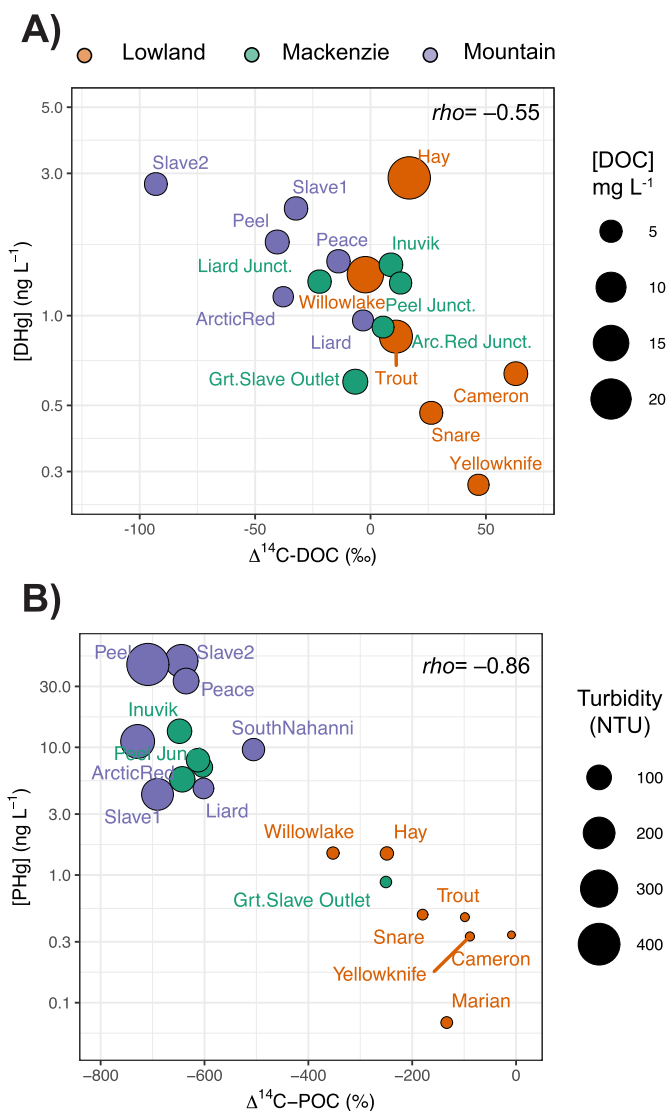 A)
Lowland Mackenzie Mountain
rho= –0.55
5.0
3.0
1.0
0.5
0.3
[DHg] (ng L⁻¹)
Slave2
Hay
Slave1
Peel
Peace
Inuvik
Liard Junct.
Willowlake
Peel Junct.
ArcticRed
Liard
Arc.Red Junct.
Grt.Slave Outlet
Trout
Cameron
Snare
Yellowknife
-100 -50 0 50
Δ¹⁴C-DOC (‰)
[DOC]
mg L⁻¹
5
10
15
20
B)
rho= –0.86
30.0
10.0
3.0
1.0
0.3
0.1
[PHg] (ng L⁻¹)
Peel
Slave2
Peace
Inuvik
SouthNahanni
Peel Jun
ArcticRed
Slave1
Liard
Willowlake
Hay
Grt.Slave Outlet
Trout
Snare
Cameron
Yellowknife
Marian
−800 −600 −400 −200 0
Δ¹⁴C−POC (%)
Turbidity
(NTU)
100
200
300
400